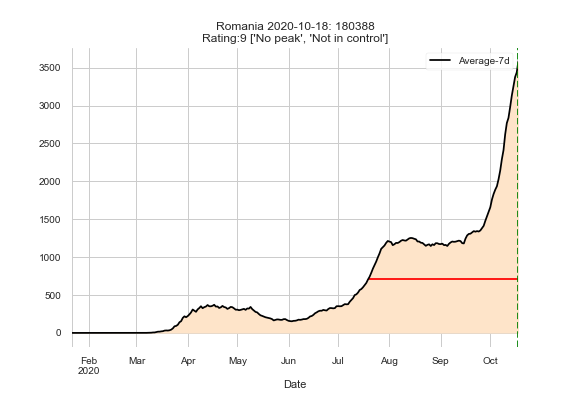 Romania 2020-10-18: 180388
Rating:9 ['No peak', 'Not in control']
Average-7d
3500
3000
2500
2000
1500
1000
500
0
Feb Mar Apr May Jun Jul Aug Sep Oct
2020
Date